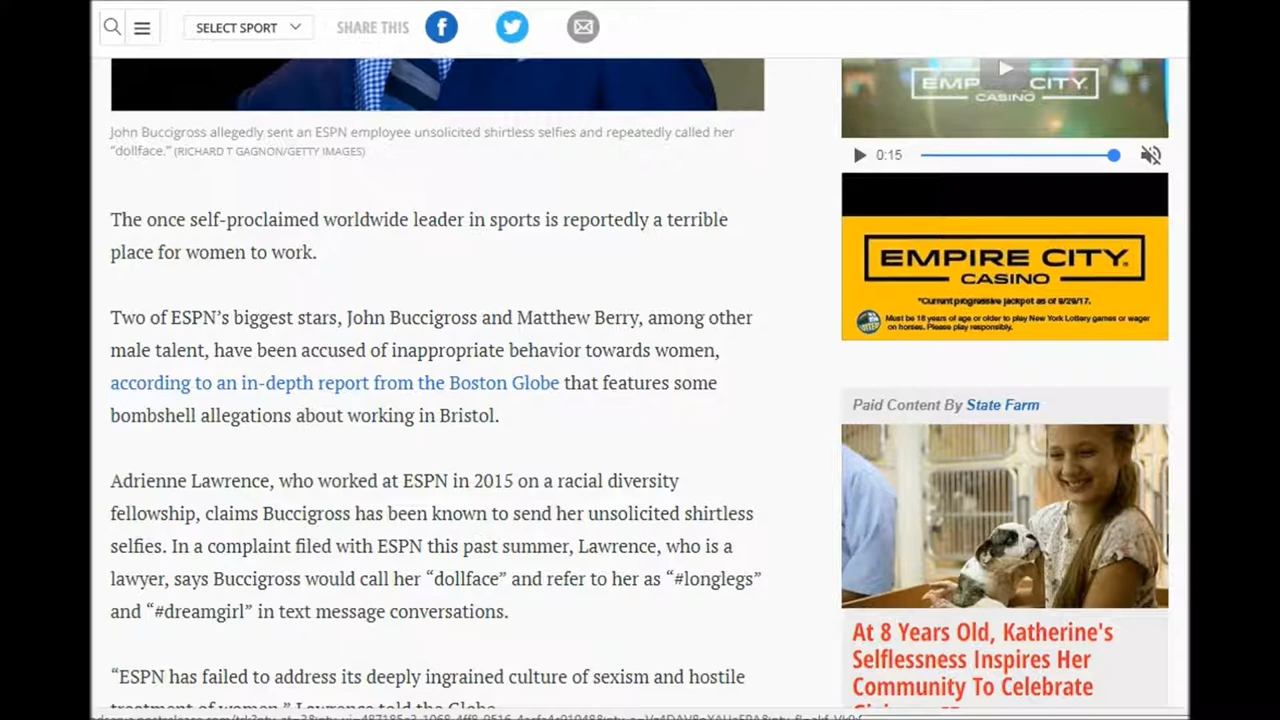 SELECT SPORT
SHARE THIS
EMPIRE CITY
CASINO
0:15
John Buccigross allegedly sent an ESPN employee unsolicited shirtless selfies and repeatedly called her
“dollface.” (RICHARD T GAGNON/GETTY IMAGES)
The once self-proclaimed worldwide leader in sports is reportedly a terrible
place for women to work.
Two of ESPN’s biggest stars, John Buccigross and Matthew Berry, among other
male talent, have been accused of inappropriate behavior towards women,
according to an in-depth report from the Boston Globe that features some
bombshell allegations about working in Bristol.
Adrienne Lawrence, who worked at ESPN in 2015 on a racial diversity
fellowship, claims Buccigross has been known to send her unsolicited shirtless
selfies. In a complaint filed with ESPN this past summer, Lawrence, who is a
lawyer, says Buccigross would call her “dollface” and refer to her as “#longlegs”
and “#dreamgirl” in text message conversations.
“ESPN has failed to address its deeply ingrained culture of sexism and hostile
treatment of women,” Lawrence told the Globe.
EMPIRE CITY
CASINO
*Current progressive jackpot as of 9/29/17.
Must be 18 years of age or older to play New York Lottery games or wager
on horses. Please play responsibly.
Paid Content By State Farm
At 8 Years Old, Katherine's
Selflessness Inspires Her
Community To Celebrate